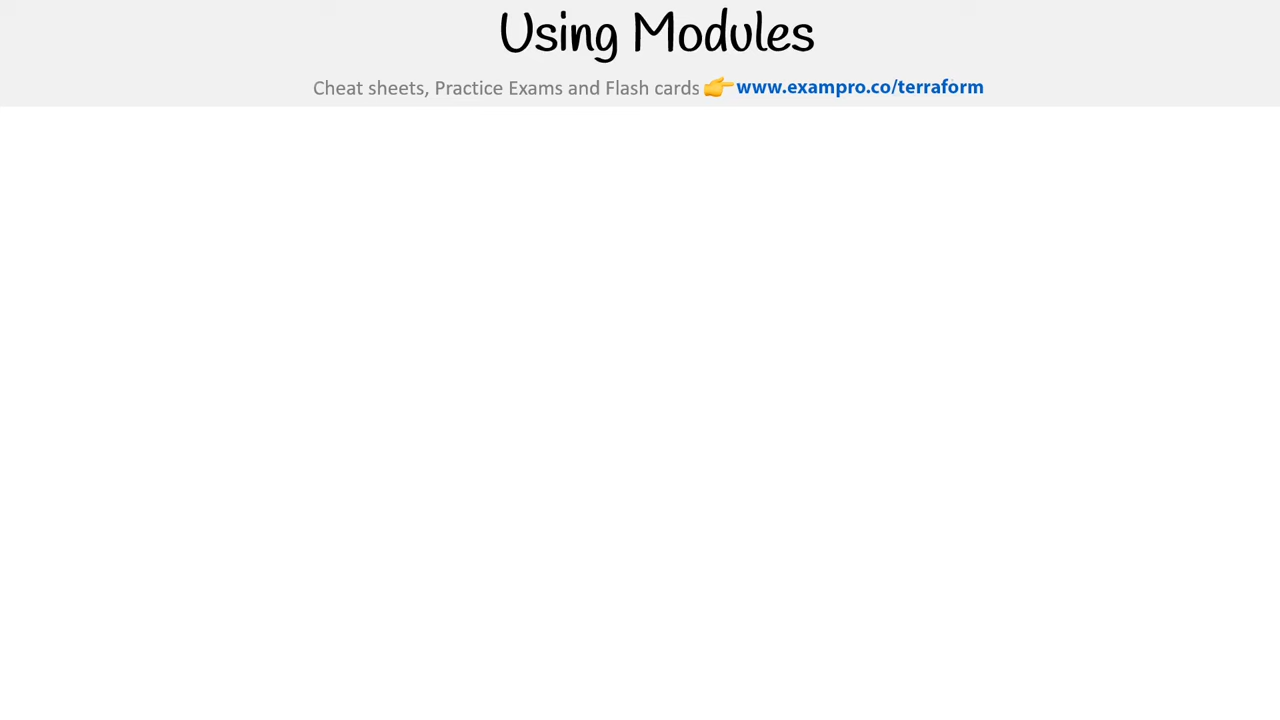 Using Modules
Cheat sheets, Practice Exams and Flash cards 👉 www.exampro.co/terraform